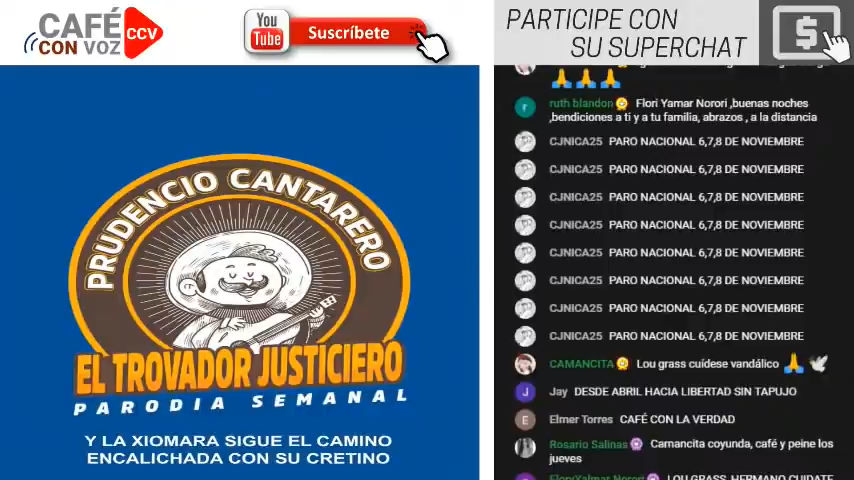 CAFÉ
CON VOZ
CCV
You
Tube
Suscríbete
PARTICIPE CON
SU SUPERCHAT
$
PRUDENCIO CANTARERO
EL TROVADOR JUSTICIERO
PARODIA SEMANAL
Y LA XIOMARA SIGUE EL CAMINO
ENCALICHADA CON SU CRETINO
r ruth blandon Flori Yamar Norori ,buenas noches
,bendiciones a ti y a tu familia, abrazos , a la distancia
CJNICA25 PARO NACIONAL 6,7,8 DE NOVIEMBRE
CJNICA25 PARO NACIONAL 6,7,8 DE NOVIEMBRE
CJNICA25 PARO NACIONAL 6,7,8 DE NOVIEMBRE
CJNICA25 PARO NACIONAL 6,7,8 DE NOVIEMBRE
CJNICA25 PARO NACIONAL 6,7,8 DE NOVIEMBRE
CJNICA25 PARO NACIONAL 6,7,8 DE NOVIEMBRE
CJNICA25 PARO NACIONAL 6,7,8 DE NOVIEMBRE
CJNICA25 PARO NACIONAL 6,7,8 DE NOVIEMBRE
CAMANCITA Lou grass cuídese vandálico 🙏 🕊
J Jay DESDE ABRIL HACIA LIBERTAD SIN TAPUJO
E Elmer Torres CAFÉ CON LA VERDAD
Rosario Salinas Camancita coyunda, café y peine los
jueves
LOU GRASS, HERMANO CUIDATE